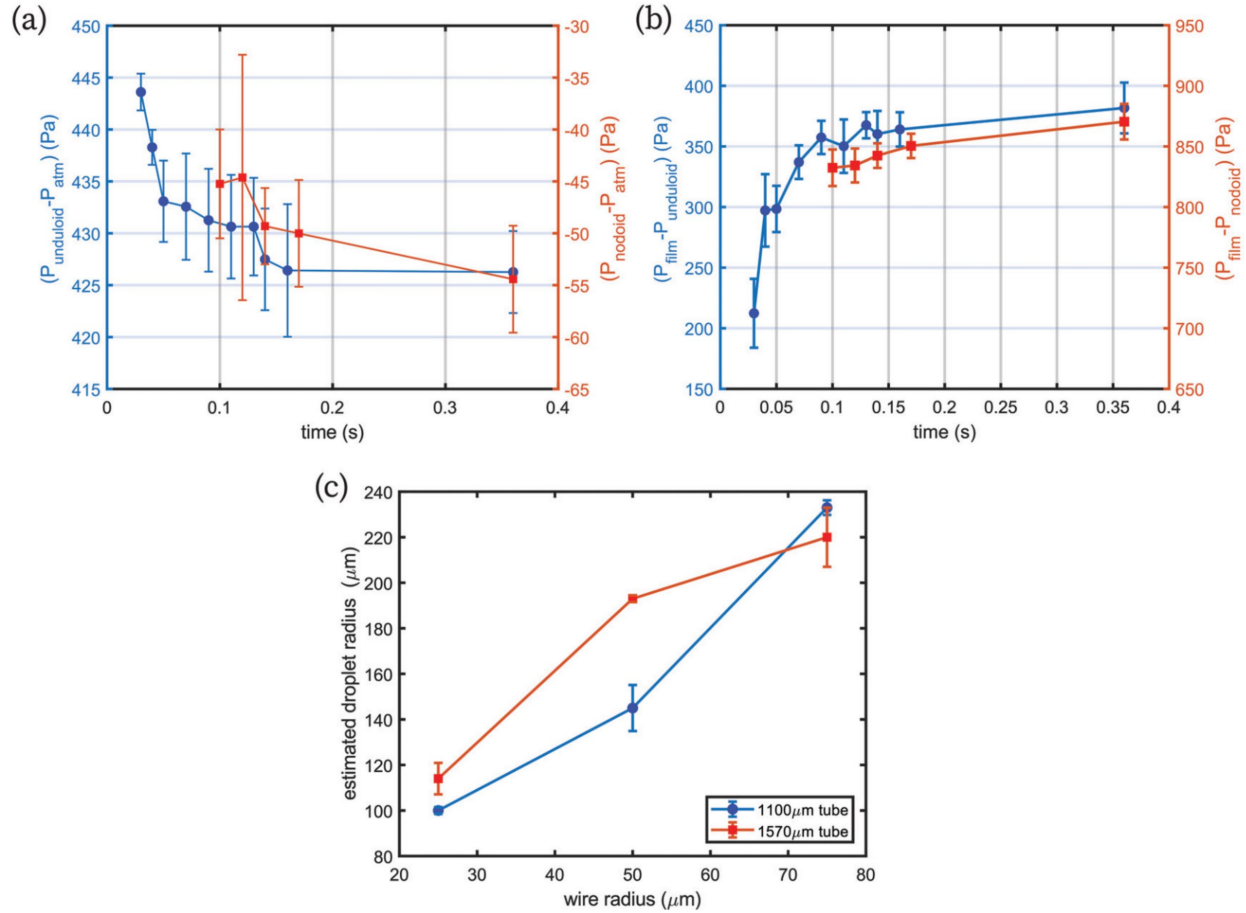 (a)
450
445
440
435
430
425
420
415
(P_unduloid-P_atm) (Pa)
-30
-35
-40
-45
-50
-55
-60
-65
(P_nodoid-P_atm) (Pa)
0 0.1 0.2 0.3 0.4
time (s)
(b)
450
400
350
300
250
200
150
(P_film-P_unduloid) (Pa)
950
900
850
800
750
700
650
(P_film-P_nodoid) (Pa)
0 0.05 0.1 0.15 0.2 0.25 0.3 0.35 0.4
time (s)
(c)
240
220
200
180
160
140
120
100
80
estimated droplet radius (μm)
1100μm tube
1570μm tube
20 30 40 50 60 70 80
wire radius (μm)